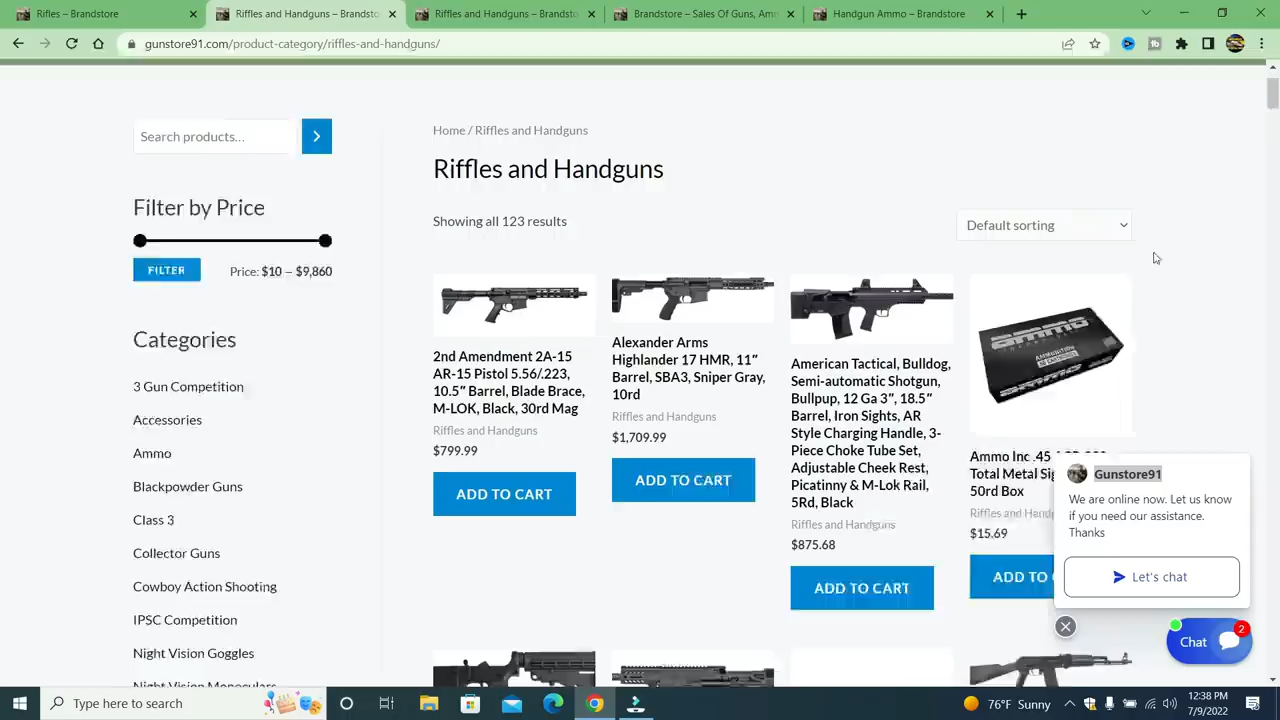 Riffles – Brandstore
Riffles and Handguns – Brandsto
Riffles and Handguns – Brandsto
Brandstore – Sales Of Guns, Amm
Handgun Ammo – Brandstore
gunstore91.com/product-category/riffles-and-handguns/
Search products...
Filter by Price
FILTER
Price: $10 — $9,860
Categories
3 Gun Competition
Accessories
Ammo
Blackpowder Guns
Class 3
Collector Guns
Cowboy Action Shooting
IPSC Competition
Night Vision Goggles
Night Vision Monoculars
Home / Riffles and Handguns
Riffles and Handguns
Showing all 123 results
Default sorting
2nd Amendment 2A-15
AR-15 Pistol 5.56/.223,
10.5″ Barrel, Blade Brace,
M-LOK, Black, 30rd Mag
Riffles and Handguns
$799.99
ADD TO CART
Alexander Arms
Highlander 17 HMR, 11″
Barrel, SBA3, Sniper Gray,
10rd
Riffles and Handguns
$1,709.99
ADD TO CART
American Tactical, Bulldog,
Semi-automatic Shotgun,
Bullpup, 12 Ga 3″, 18.5″
Barrel, Iron Sights, AR
Style Charging Handle, 3-
Piece Choke Tube Set,
Adjustable Cheek Rest,
Picatinny & M-Lok Rail,
5Rd, Black
Riffles and Handguns
$875.68
ADD TO CART
ammo
AMMUNITION
Ammo Inc .45
Total Metal
50rd Box
Riffles and
$15.69
ADD TO
Gunstore91
We are online now. Let us know
if you need our assistance.
Thanks
Let's chat
Chat
2
Type here to search
76°F Sunny
12:38 PM
7/9/2022